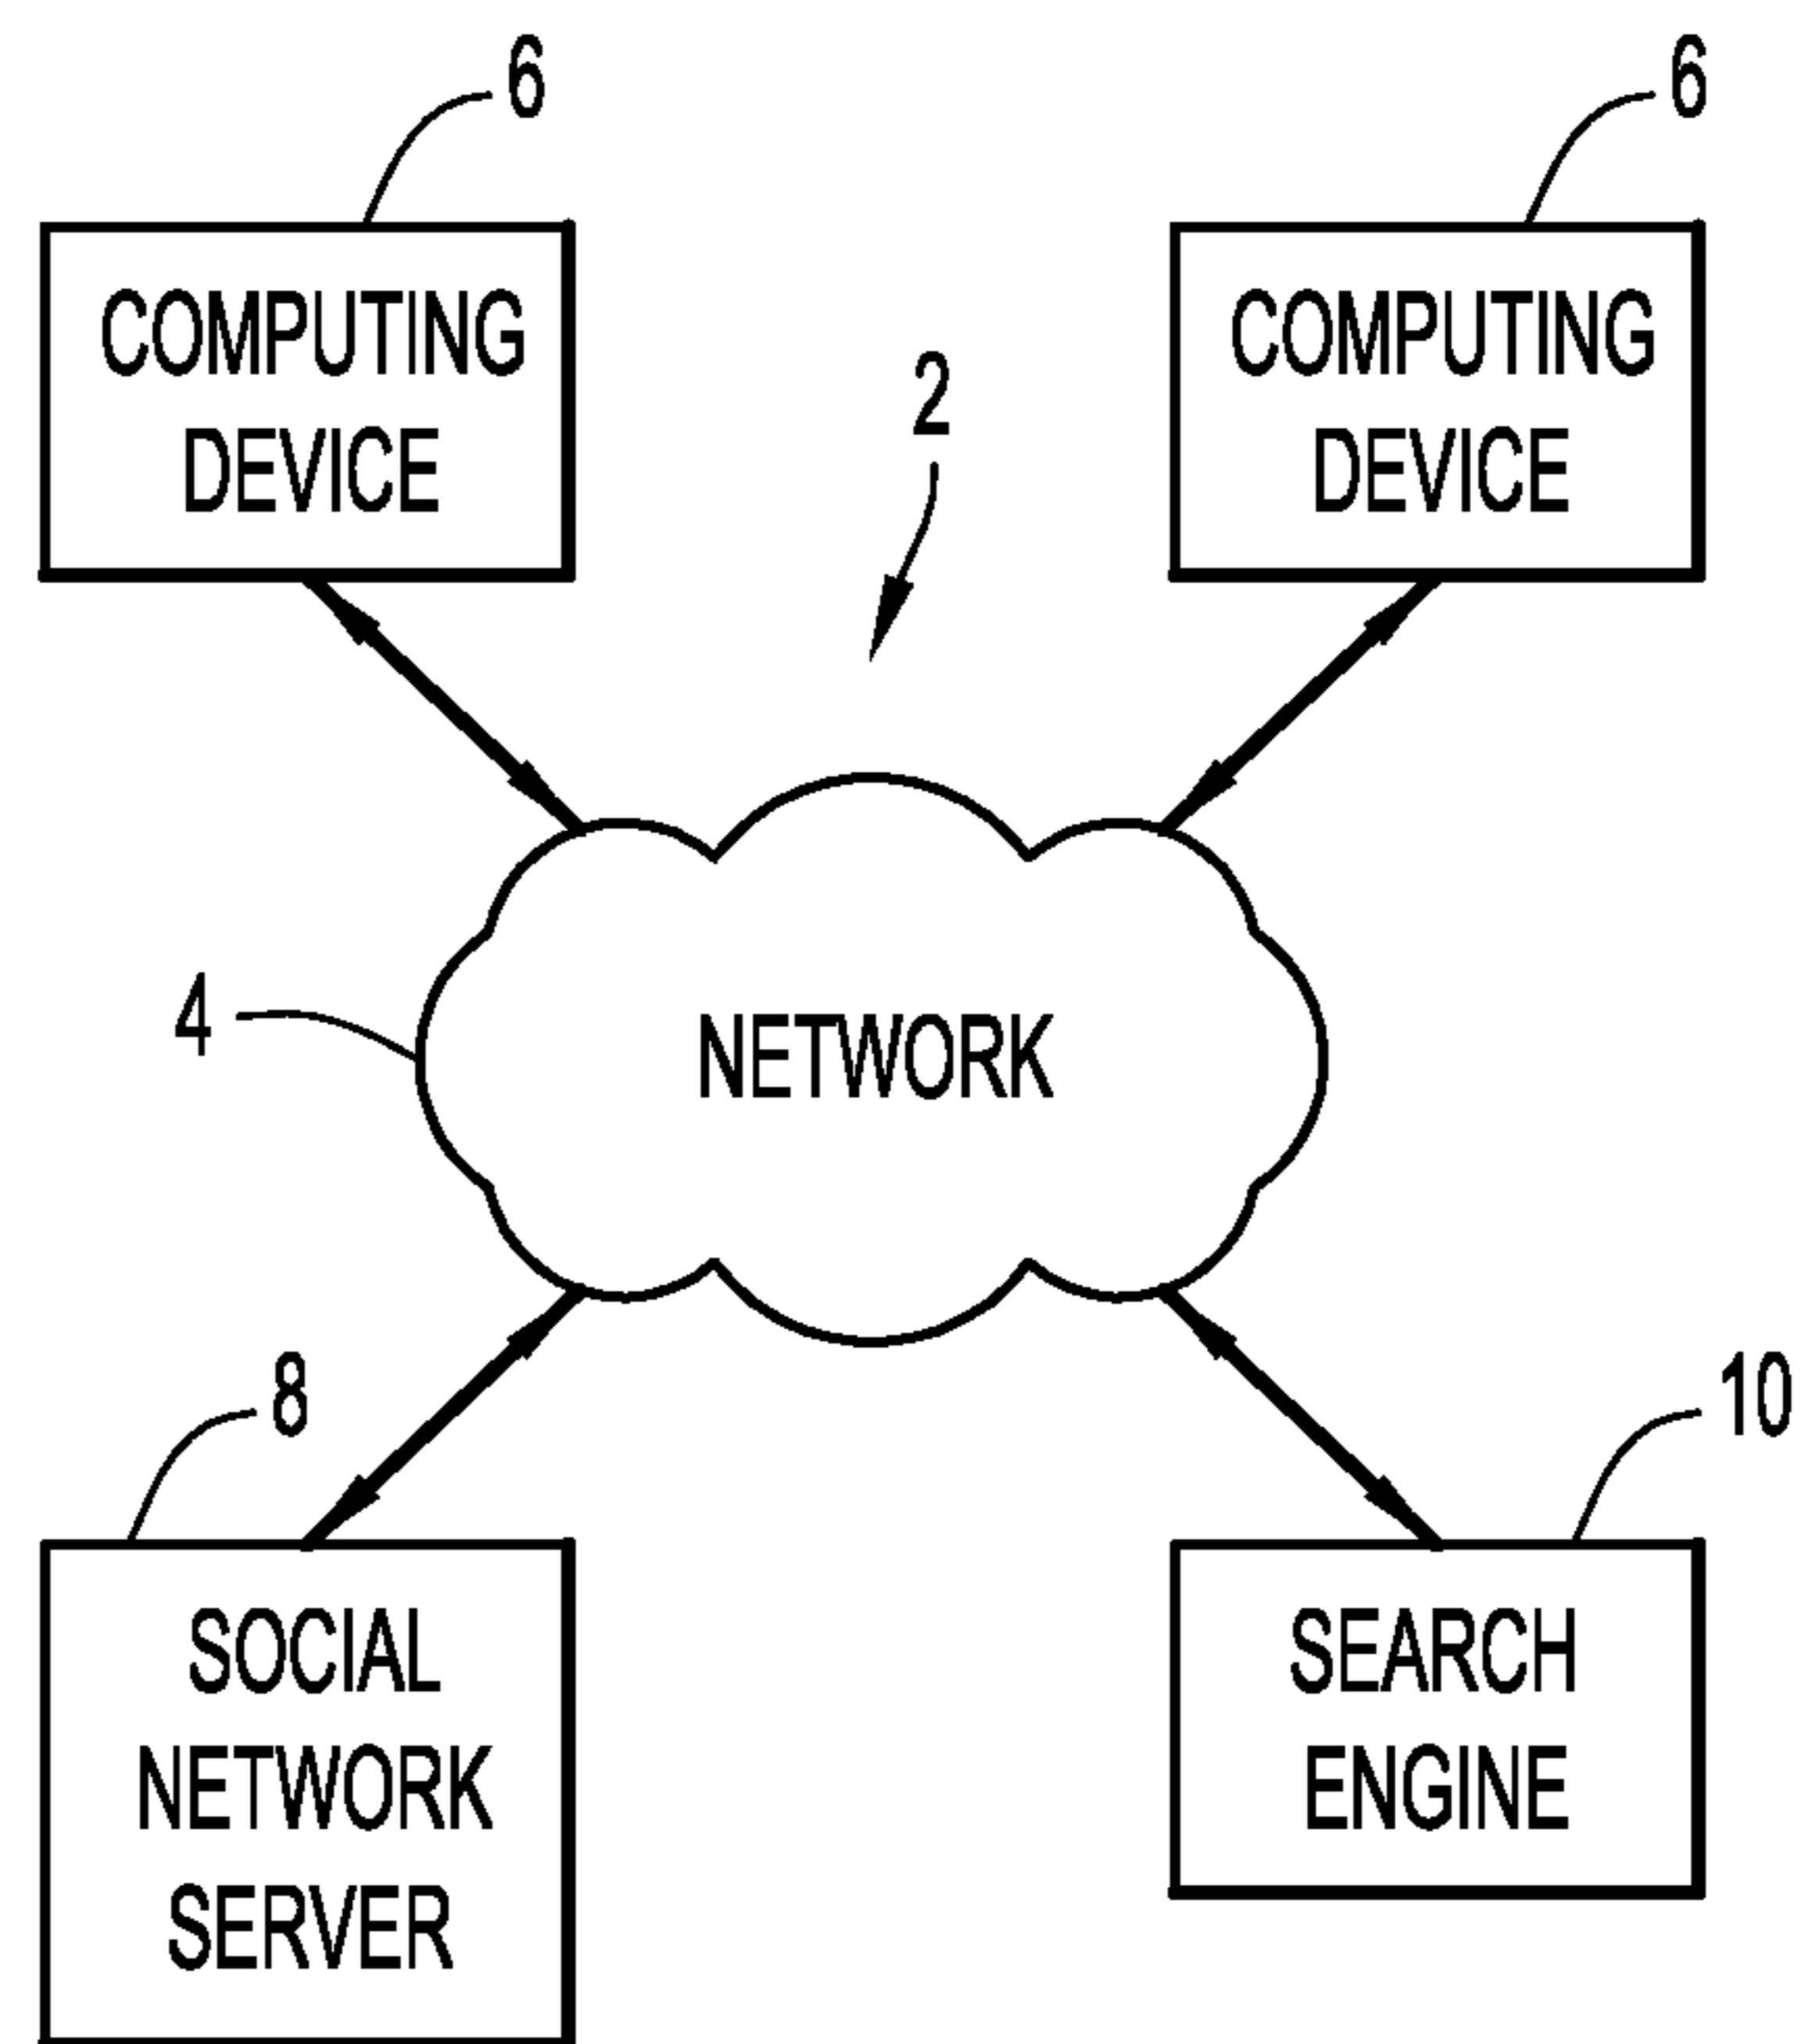 6
6
COMPUTING
DEVICE
COMPUTING
DEVICE
2
4
NETWORK
8
10
SOCIAL
NETWORK
SERVER
SEARCH
ENGINE